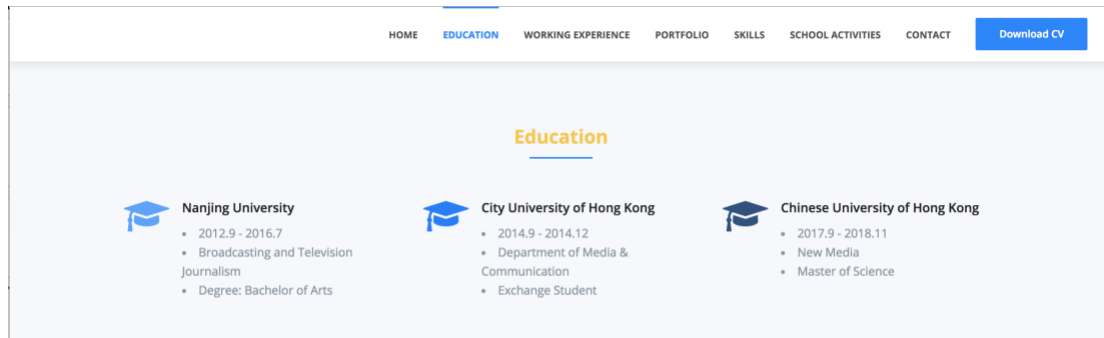 HOME EDUCATION WORKING EXPERIENCE PORTFOLIO SKILLS SCHOOL ACTIVITIES CONTACT Download CV
Education
Nanjing University
• 2012.9 - 2016.7
• Broadcasting and Television
Journalism
• Degree: Bachelor of Arts
City University of Hong Kong
• 2014.9 - 2014.12
• Department of Media &
Communication
• Exchange Student
Chinese University of Hong Kong
• 2017.9 - 2018.11
• New Media
• Master of Science